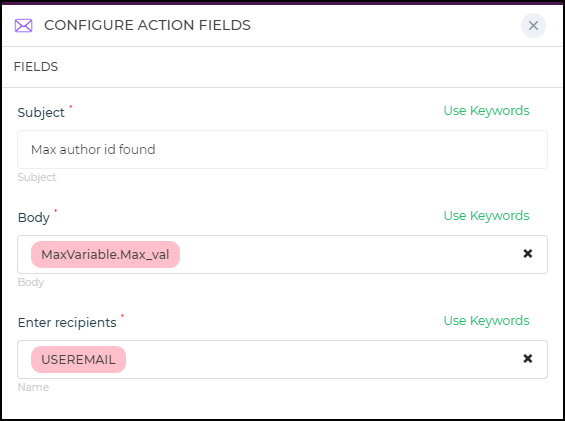 CONFIGURE ACTION FIELDS
FIELDS
Subject * Use Keywords
Max author id found
Subject
Body * Use Keywords
MaxVariable.Max_val
Body
Enter recipients * Use Keywords
USEREMAIL
Name